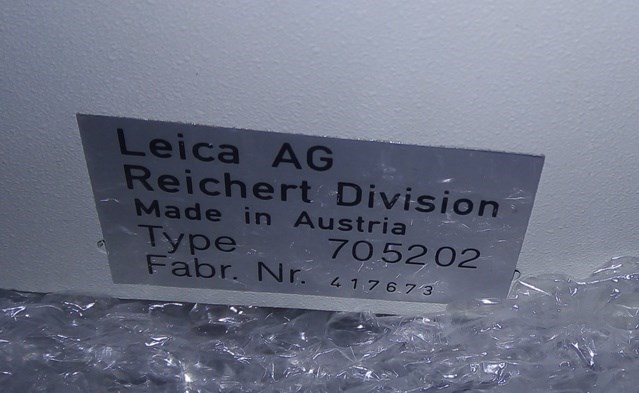 Leica AG
Reichert Division
Made in Austria
Type 705202
Fabr. Nr. 417673